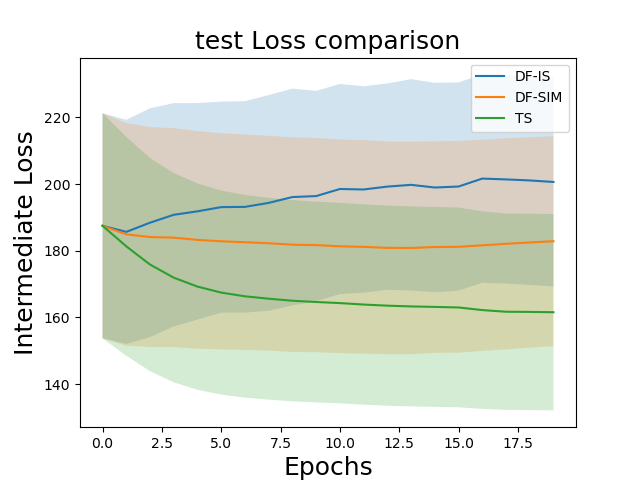 test Loss comparison
DF-IS
DF-SIM
TS
Intermediate Loss
220
200
180
160
140
0.0 2.5 5.0 7.5 10.0 12.5 15.0 17.5
Epochs